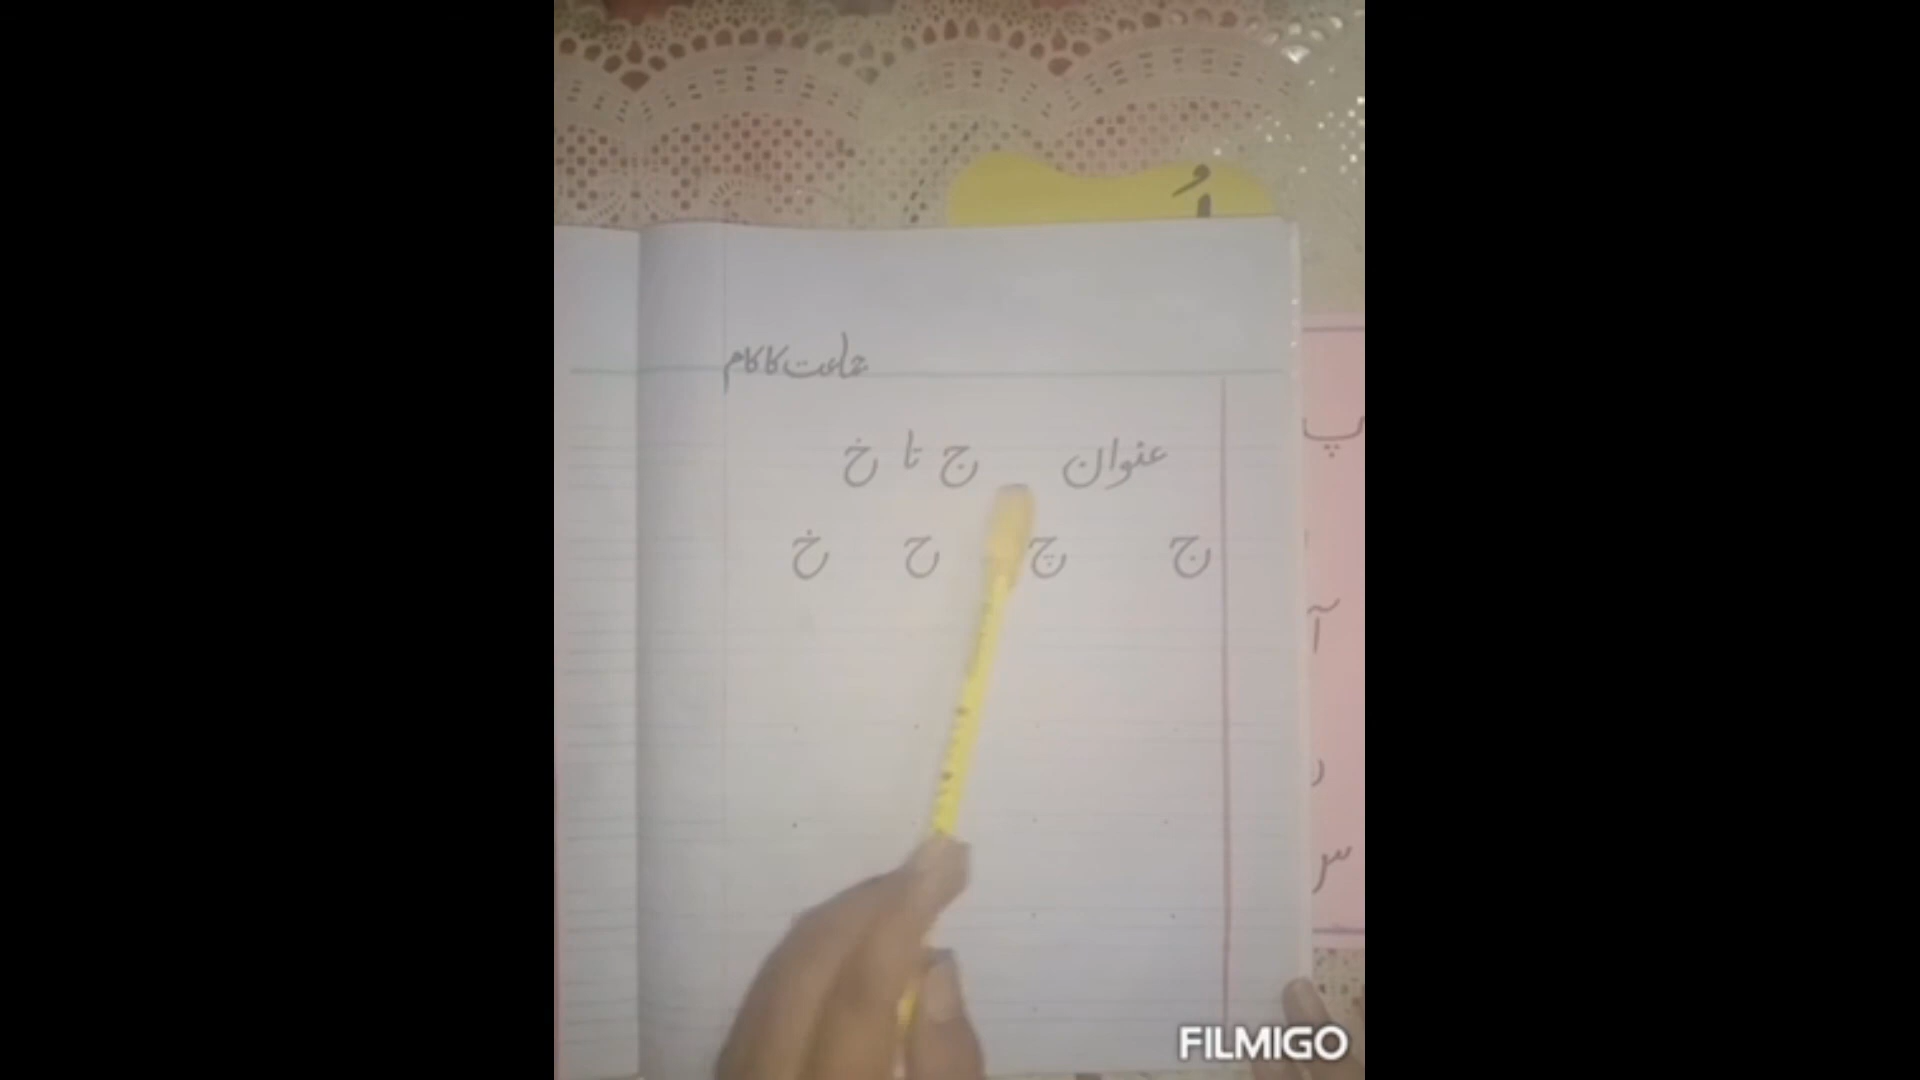 اُ
جماعت کا کام
عنوان ج تا خ
ج چ ح خ
پ
آ
س
FILMIGO